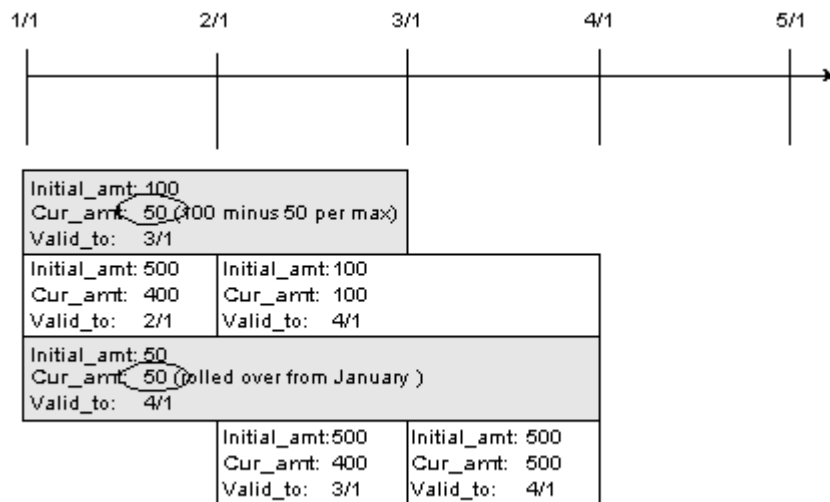 1/1 2/1 3/1 4/1 5/1
Initial_amt: 100
Cur_amt: 50 (100 minus 50 per max)
Valid_to: 3/1
Initial_amt: 500
Cur_amt: 400
Valid_to: 2/1
Initial_amt: 100
Cur_amt: 100
Valid_to: 4/1
Initial_amt: 50
Cur_amt: 50 (rolled over from January )
Valid_to: 4/1
Initial_amt: 500
Cur_amt: 400
Valid_to: 3/1
Initial_amt: 500
Cur_amt: 500
Valid_to: 4/1